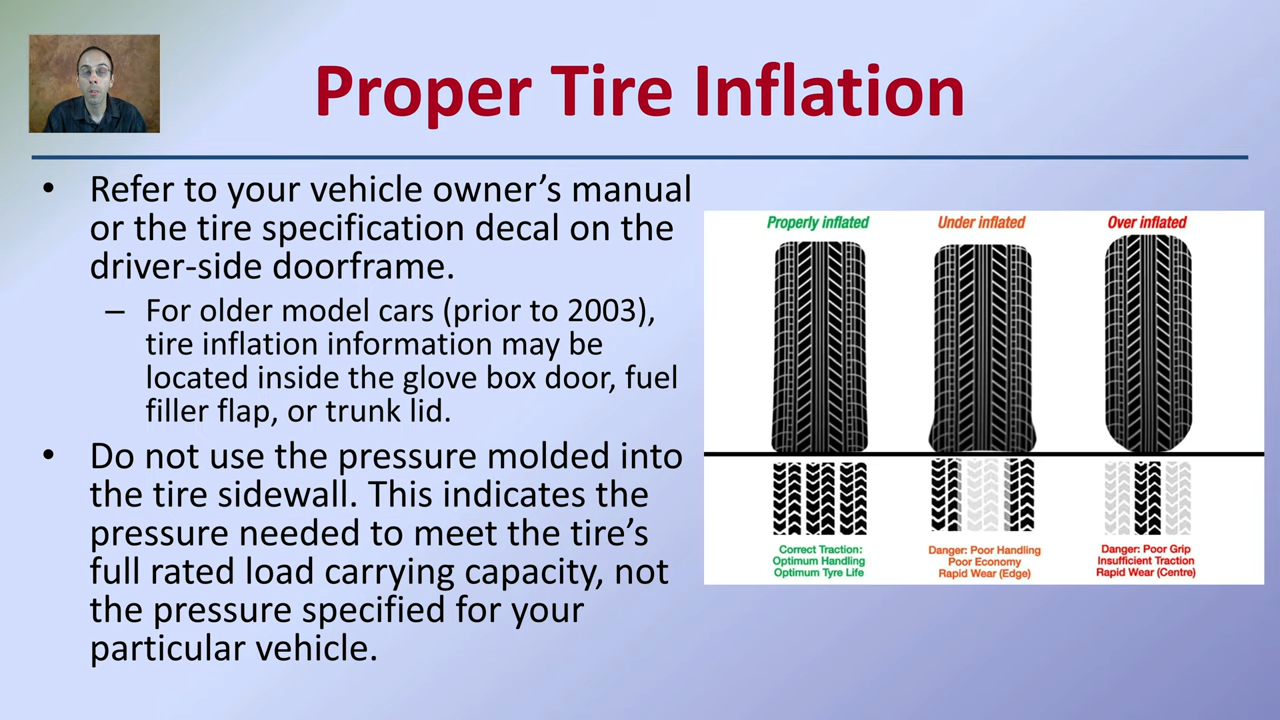 Proper Tire Inflation
• Refer to your vehicle owner’s manual
or the tire specification decal on the
driver-side doorframe.
– For older model cars (prior to 2003),
tire inflation information may be
located inside the glove box door, fuel
filler flap, or trunk lid.
• Do not use the pressure molded into
the tire sidewall. This indicates the
pressure needed to meet the tire’s
full rated load carrying capacity, not
the pressure specified for your
particular vehicle.
Properly inflated
Under inflated
Over inflated
Correct Traction:
Optimum Handling
Optimum Tyre Life
Danger: Poor Handling
Poor Economy
Rapid Wear (Edge)
Danger: Poor Grip
Insufficient Traction
Rapid Wear (Centre)